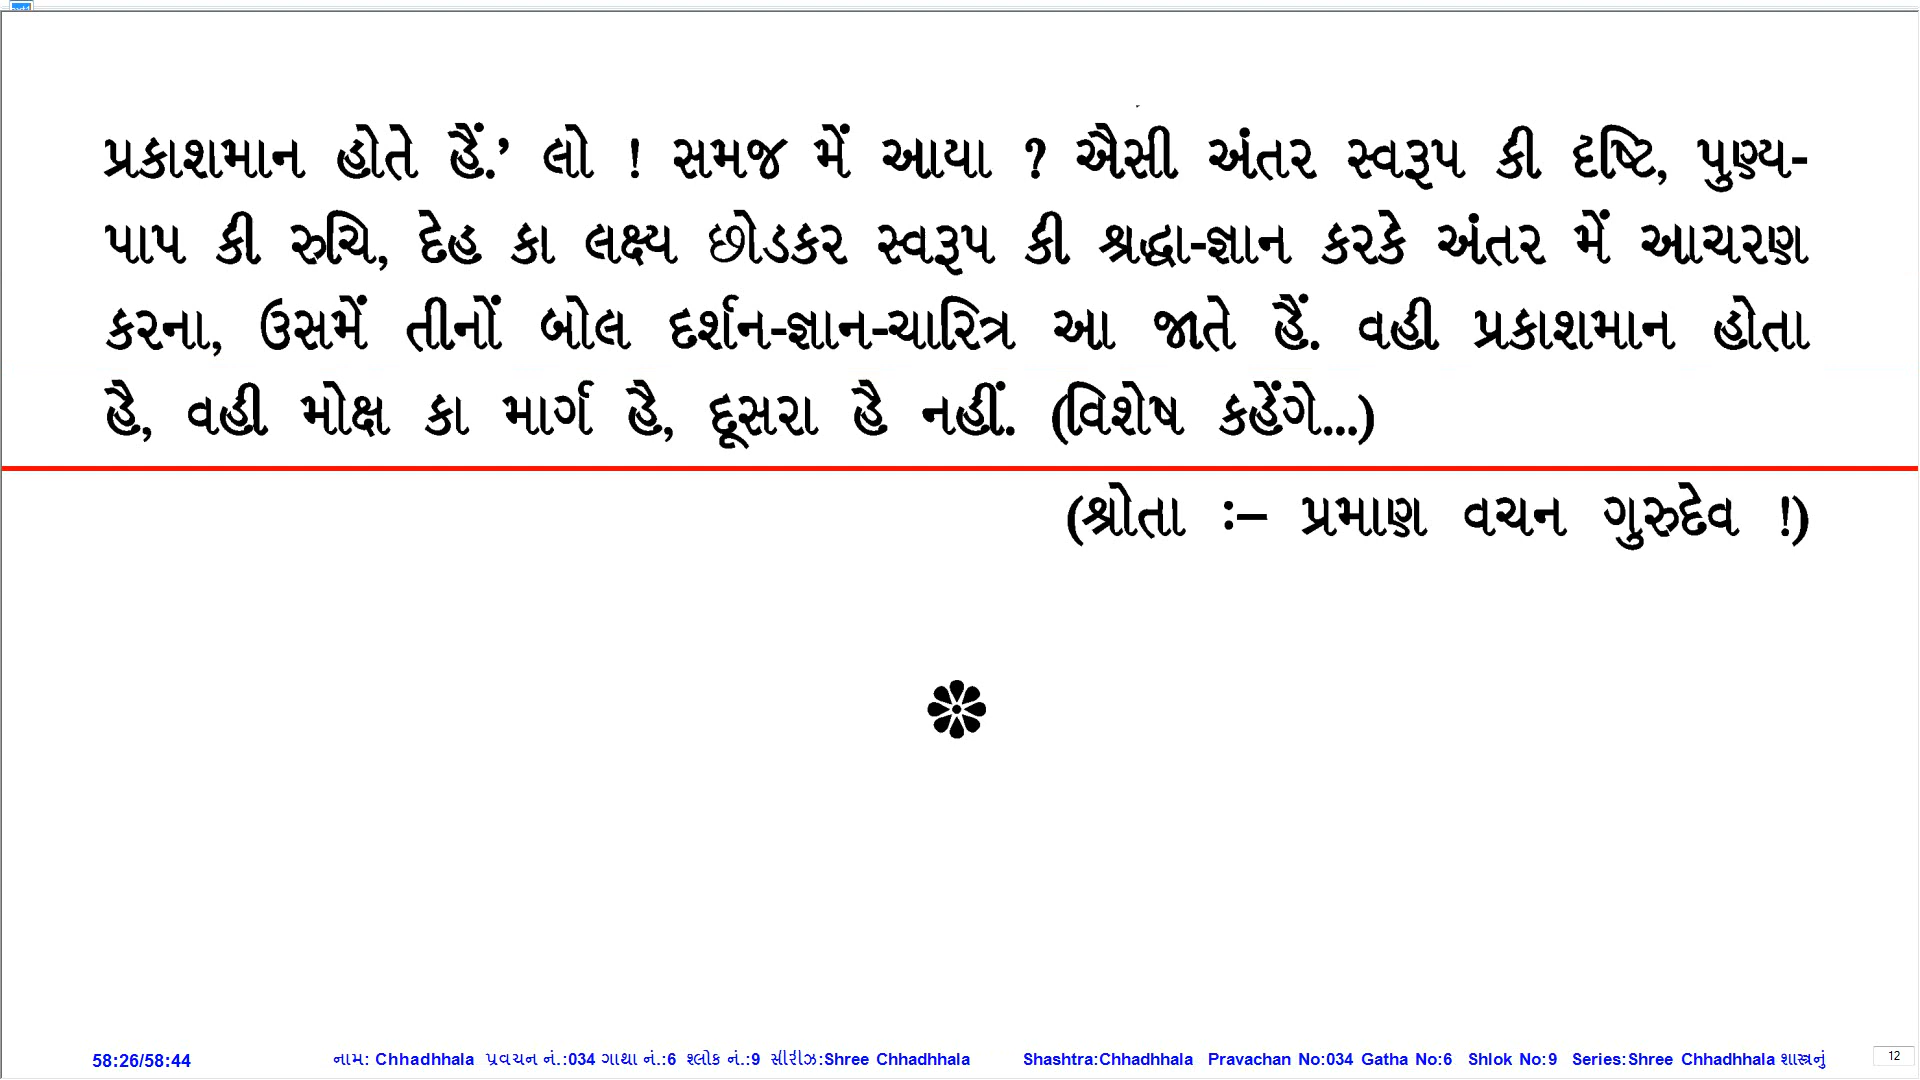 પ્રકાશમાન હોતે હૈં.’ લો ! સમજ મેં આયા ? ઐસી અંતર સ્વરૂપ કી દૃષ્ટિ, પુણ્ય-
પાપ કી રુચિ, દેહ કા લક્ષ્ય છોડકર સ્વરૂપ કી શ્રદ્ધા-જ્ઞાન કરકે અંતર મેં આચરણ
કરના, ઉસમેં તીનોં બોલ દર્શન-જ્ઞાન-ચારિત્ર આ જાતે હૈં. વહી પ્રકાશમાન હોતા
હૈ, વહી મોક્ષ કા માર્ગ હૈ, દૂસરા હૈ નહીં. (વિશેષ કહેંગે...)
(શ્રોતા :– પ્રમાણ વચન ગુરુદેવ !)
58:26/58:44 નામ: Chhadhhala પ્રવચન નં.:034 ગાથા નં.:6 શ્લોક નં.:9 સીરીઝ:Shree Chhadhhala Shashtra:Chhadhhala Pravachan No:034 Gatha No:6 Shlok No:9 Series:Shree Chhadhhala શાસ્ત્રનું 12